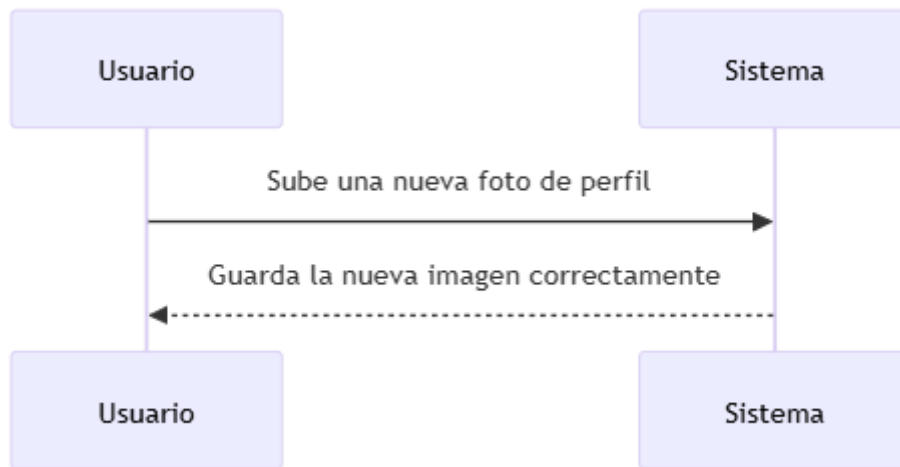 Usuario
Sistema
Sube una nueva foto de perfil
Guarda la nueva imagen correctamente
Usuario
Sistema